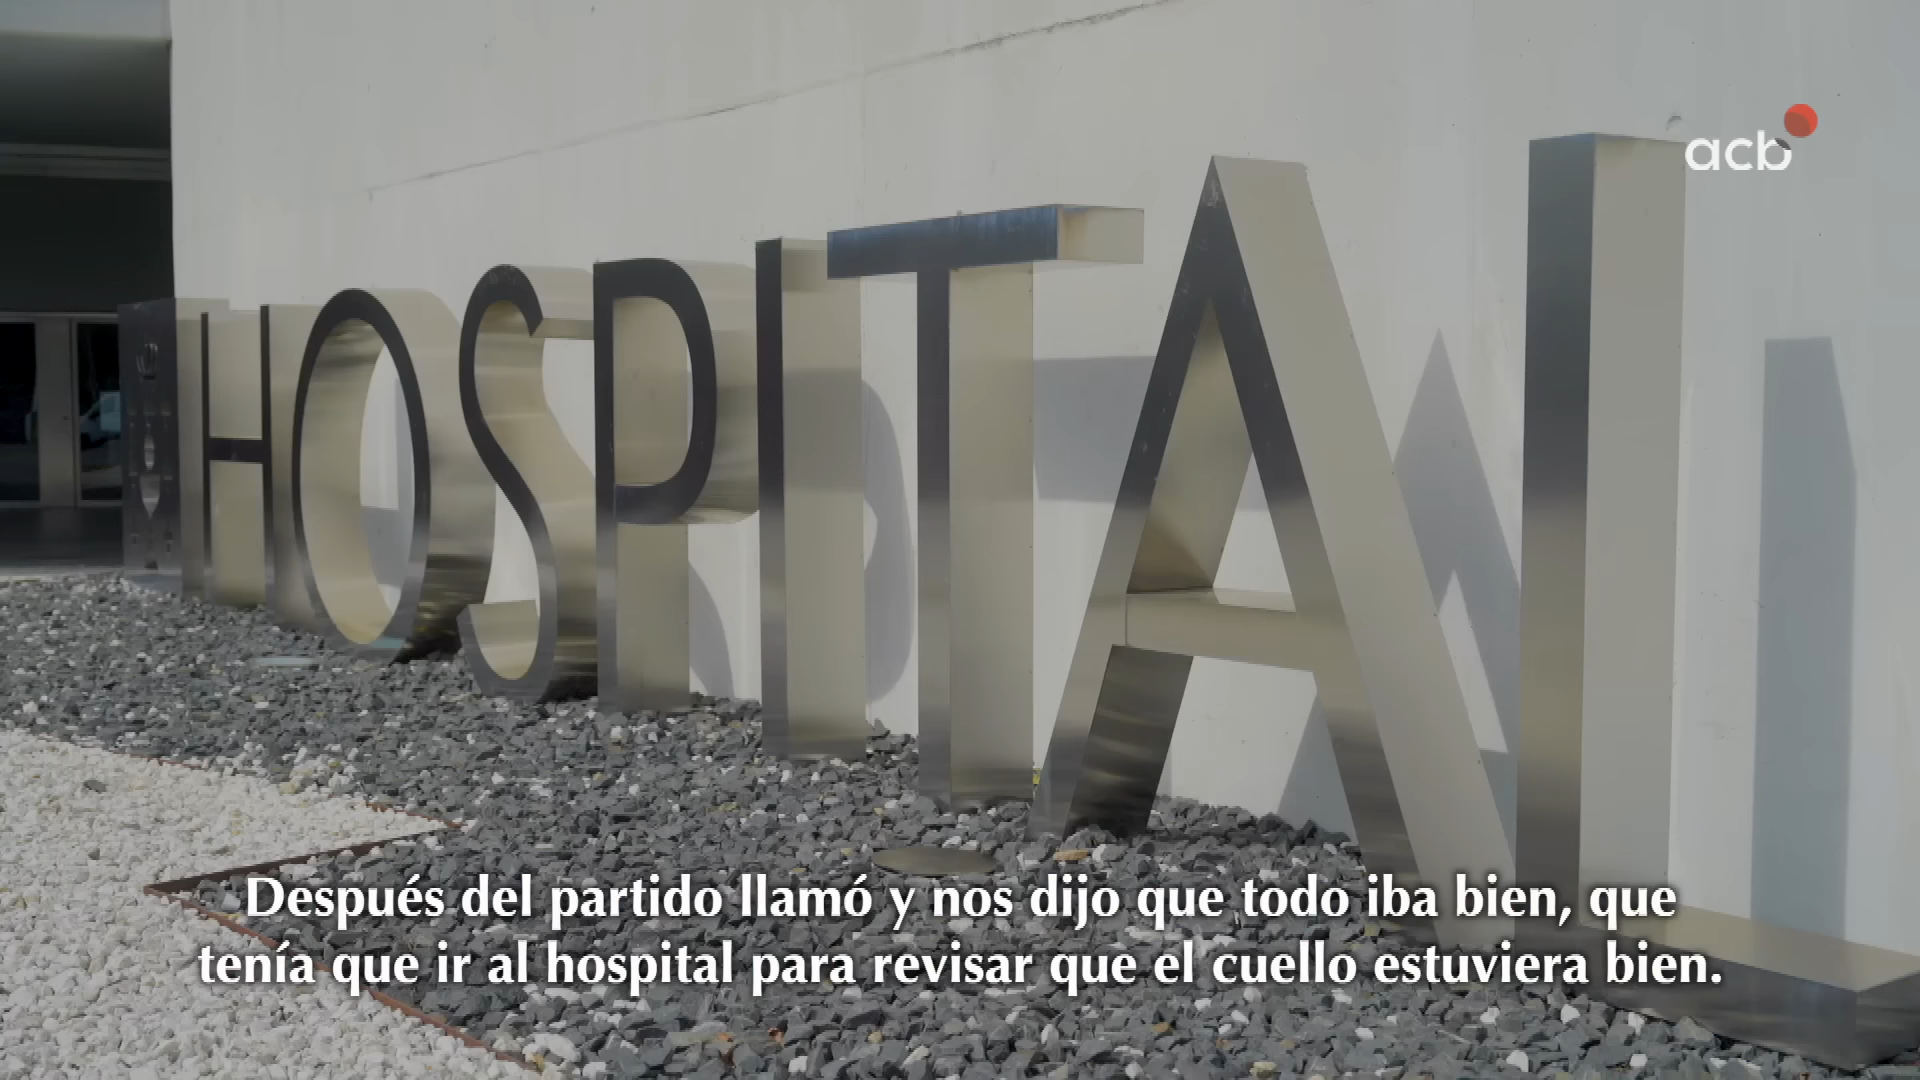 acb
HOSPITAL
Después del partido llamó y nos dijo que todo iba bien, que
tenía que ir al hospital para revisar que el cuello estuviera bien.